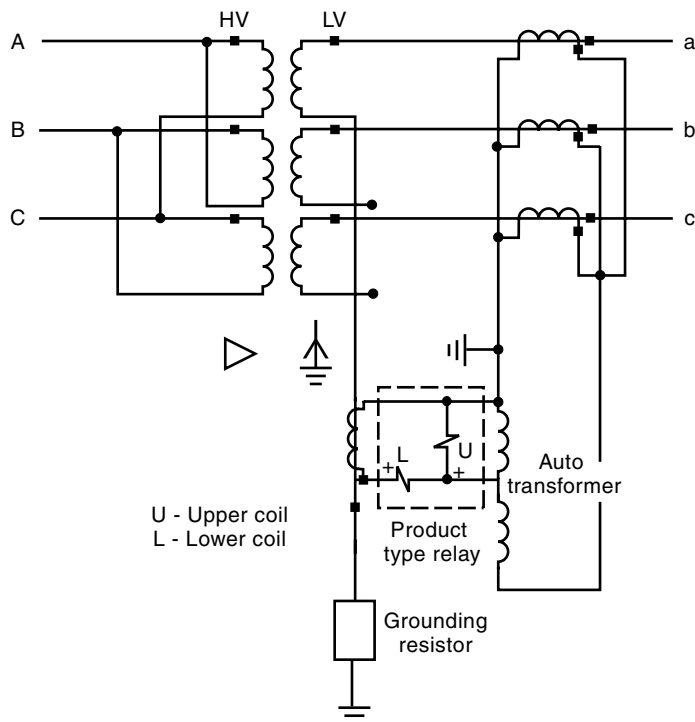 HV LV
A a
B b
C c
L
+ U
+
Auto
transformer
U - Upper coil
L - Lower coil
Product
type relay
Grounding
resistor